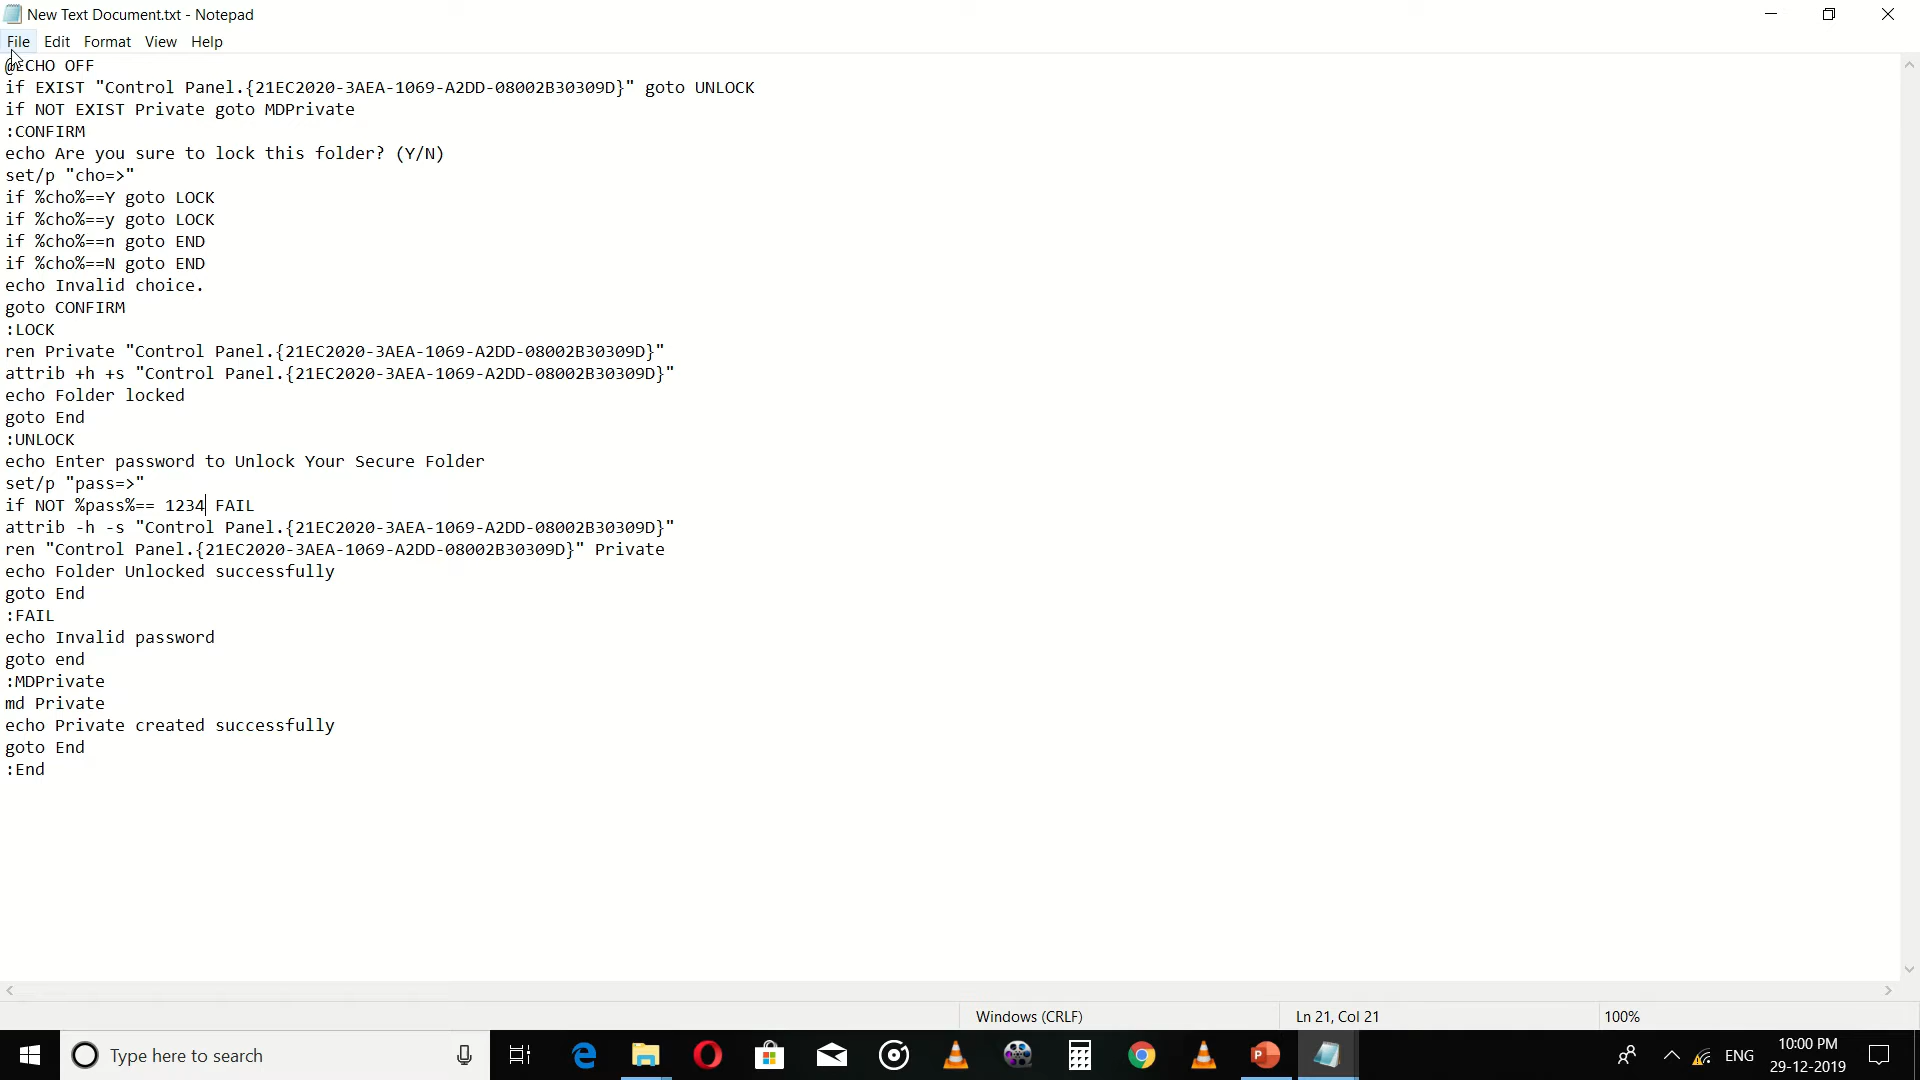 New Text Document.txt - Notepad
File Edit Format View Help
@ECHO OFF
if EXIST "Control Panel.{21EC2020-3AEA-1069-A2DD-08002B30309D}" goto UNLOCK
if NOT EXIST Private goto MDPrivate
:CONFIRM
echo Are you sure to lock this folder? (Y/N)
set/p "cho=>"
if %cho%==Y goto LOCK
if %cho%==y goto LOCK
if %cho%==n goto END
if %cho%==N goto END
echo Invalid choice.
goto CONFIRM
:LOCK
ren Private "Control Panel.{21EC2020-3AEA-1069-A2DD-08002B30309D}"
attrib +h +s "Control Panel.{21EC2020-3AEA-1069-A2DD-08002B30309D}"
echo Folder locked
goto End
:UNLOCK
echo Enter password to Unlock Your Secure Folder
set/p "pass=>"
if NOT %pass%== 1234 FAIL
attrib -h -s "Control Panel.{21EC2020-3AEA-1069-A2DD-08002B30309D}"
ren "Control Panel.{21EC2020-3AEA-1069-A2DD-08002B30309D}" Private
echo Folder Unlocked successfully
goto End
:FAIL
echo Invalid password
goto end
:MDPrivate
md Private
echo Private created successfully
goto End
:End
Windows (CRLF) Ln 21, Col 21 100%
Type here to search ENG 10:00 PM
29-12-2019